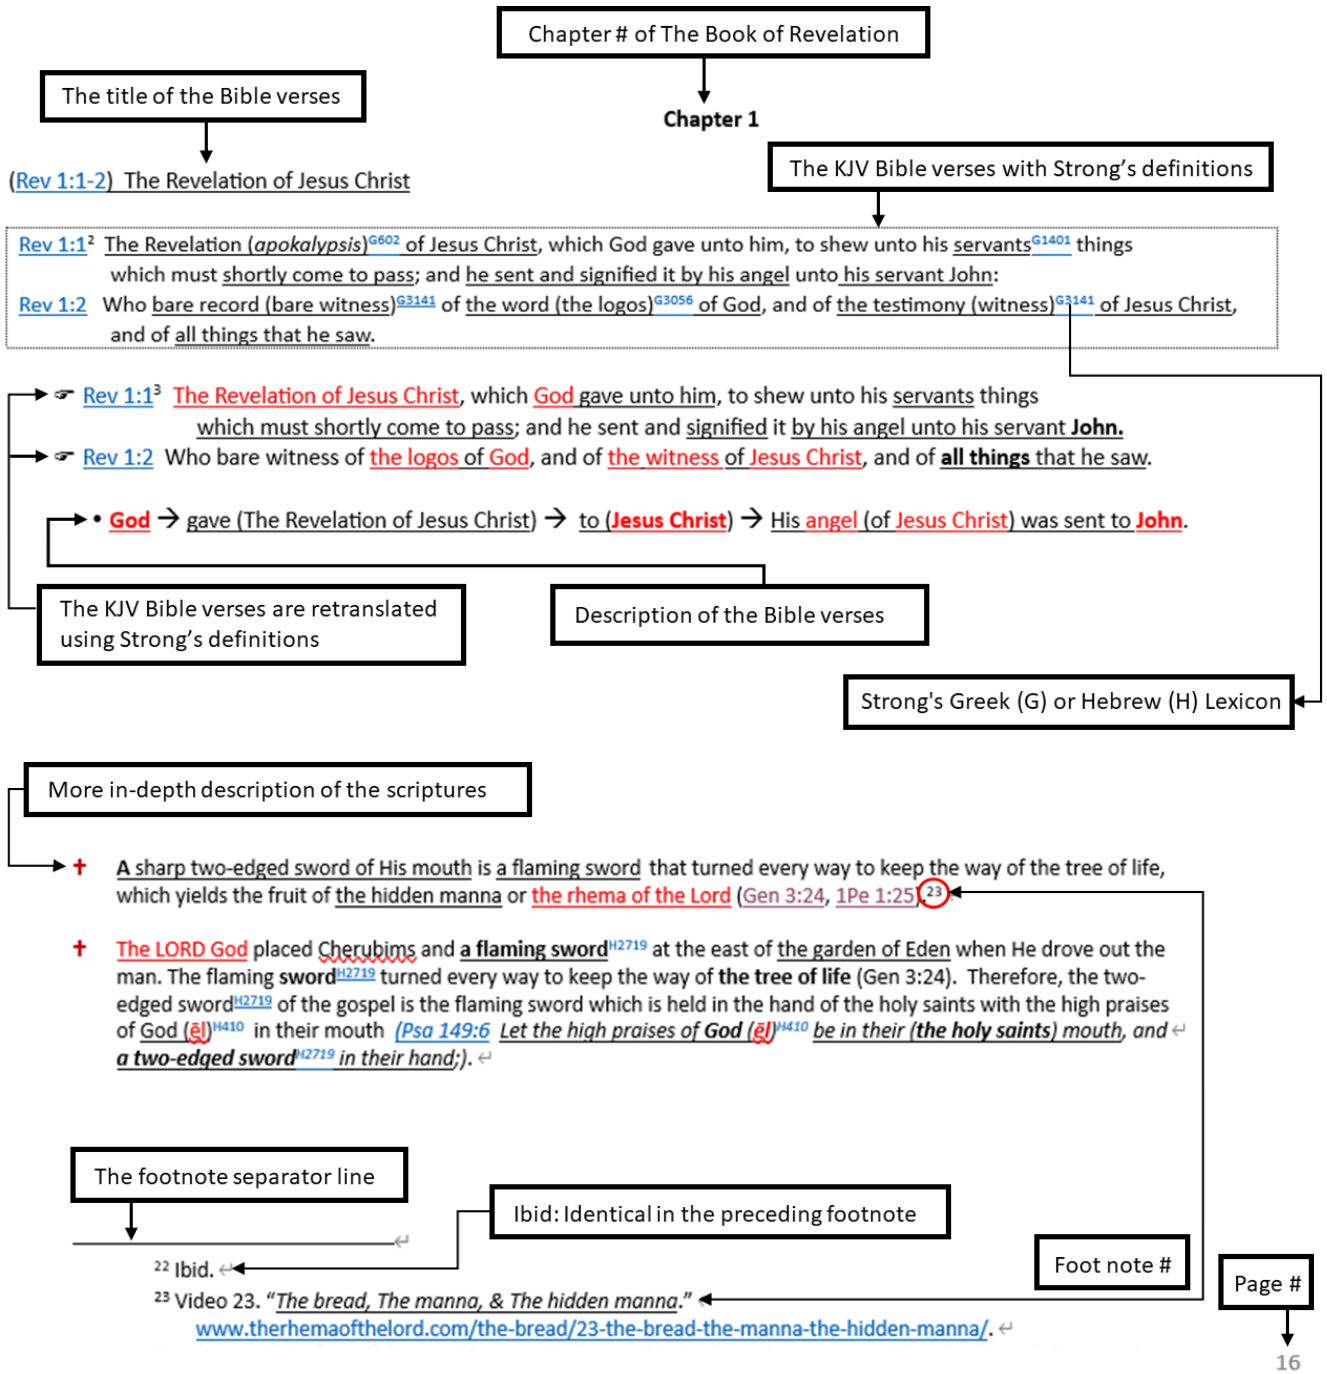 Chapter # of The Book of Revelation
The title of the Bible verses
Chapter 1
The KJV Bible verses with Strong's definitions
(Rev 1:1-2) The Revelation of Jesus Christ
Rev 1:1² The Revelation (apokalypsis)G602 of Jesus Christ, which God gave unto him, to shew unto his servantsG1401 things
which must shortly come to pass; and he sent and signified it by his angel unto his servant John:
Rev 1:2 Who bare record (bare witness)G3141 of the word (the logos)G3056 of God, and of the testimony (witness)G3141 of Jesus Christ,
and of all things that he saw.
☞ Rev 1:1³ The Revelation of Jesus Christ, which God gave unto him, to shew unto his servants things
which must shortly come to pass; and he sent and signified it by his angel unto his servant John.
☞ Rev 1:2 Who bare witness of the logos of God, and of the witness of Jesus Christ, and of all things that he saw.
• God → gave (The Revelation of Jesus Christ) → to (Jesus Christ) → His angel (of Jesus Christ) was sent to John.
The KJV Bible verses are retranslated
using Strong's definitions
Description of the Bible verses
Strong's Greek (G) or Hebrew (H) Lexicon
More in-depth description of the scriptures
✝ A sharp two-edged sword of His mouth is a flaming sword that turned every way to keep the way of the tree of life,
which yields the fruit of the hidden manna or the rhema of the Lord (Gen 3:24, 1Pe 1:25).²³
✝ The LORD God placed Cherubims and a flaming swordH2719 at the east of the garden of Eden when He drove out the
man. The flaming swordH2719 turned every way to keep the way of the tree of life (Gen 3:24). Therefore, the two-
edged swordH2719 of the gospel is the flaming sword which is held in the hand of the holy saints with the high praises
of God (ēl)H410 in their mouth (Psa 149:6 Let the high praises of God (ēl)H410 be in their (the holy saints) mouth, and ↵
a two-edged swordH2719 in their hand;). ↵
The footnote separator line
Ibid: Identical in the preceding footnote
Foot note #
Page #
²² Ibid. ↵
²³ Video 23. “The bread, The manna, & The hidden manna.”
www.therhemaofthelord.com/the-bread/23-the-bread-the-manna-the-hidden-manna/. ↵
16